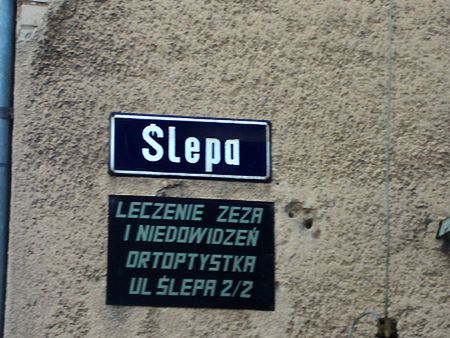 Ślepa
LECZENIE ZEZA
I NIEDOWIDZEŃ
ORTOPTYSTKA
UL ŚLEPA 2/2